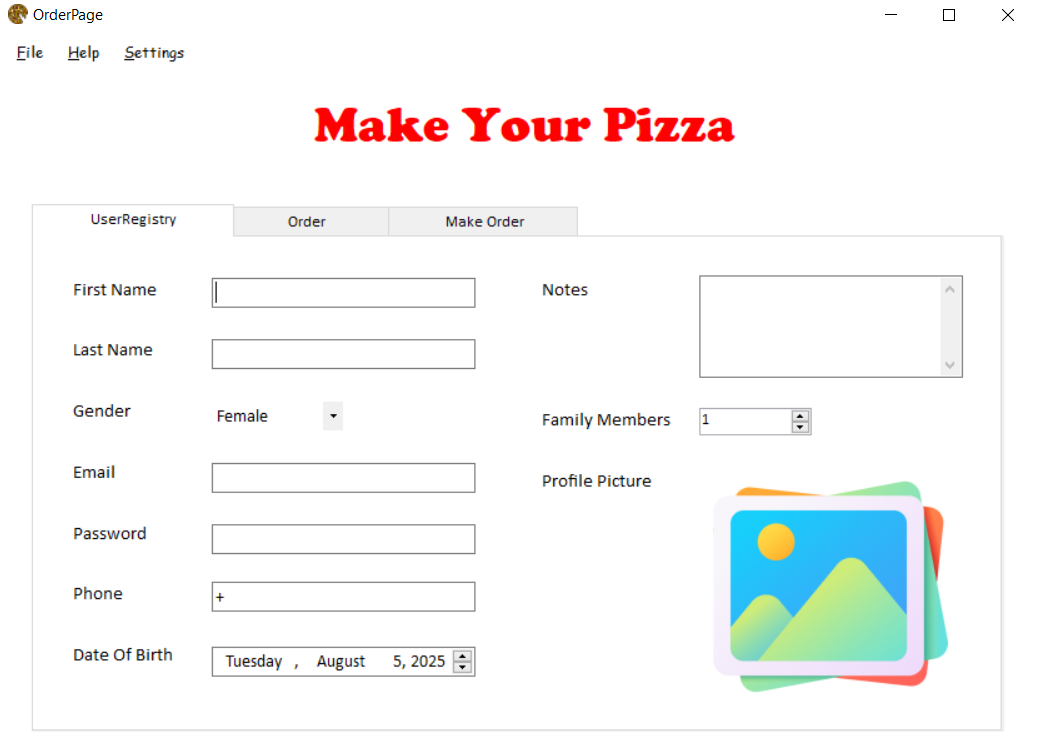 OrderPage
File Help Settings
Make Your Pizza
UserRegistry Order Make Order
First Name
Last Name
Gender Female
Email
Password
Phone +
Date Of Birth Tuesday , August 5, 2025
Notes
Family Members 1
Profile Picture